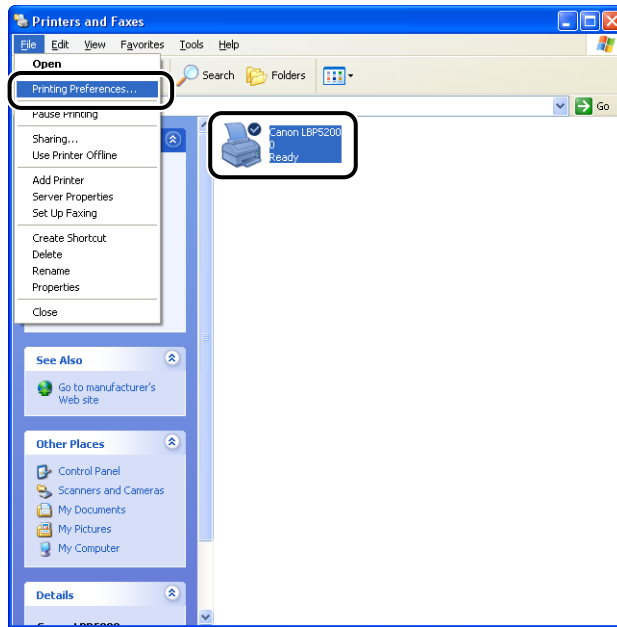 Printers and Faxes
File Edit View Favorites Tools Help
Open
Printing Preferences...
Pause Printing
Sharing...
Use Printer Offline
Add Printer
Server Properties
Set Up Faxing
Create Shortcut
Delete
Rename
Properties
Close
Search Folders
Go
Canon LBP5200
0
Ready
See Also
Go to manufacturer's
Web site
Other Places
Control Panel
Scanners and Cameras
My Documents
My Pictures
My Computer
Details